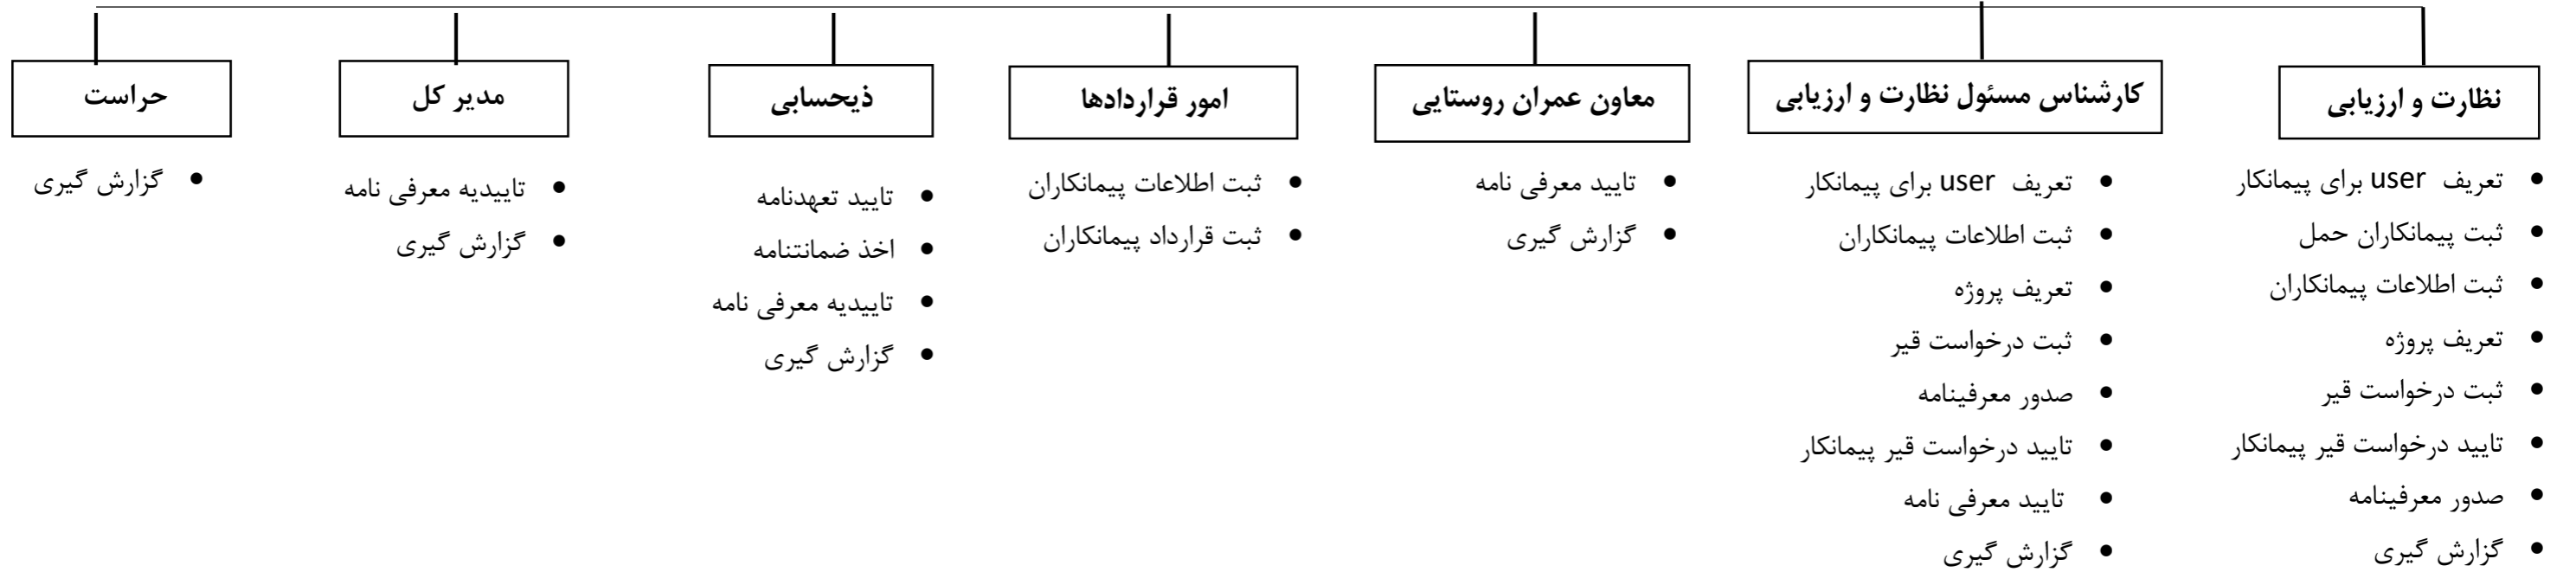 نظارت و ارزیابی
تعریف user برای پیمانکار
ثبت پیمانکاران حمل
ثبت اطلاعات پیمانکاران
تعریف پروژه
ثبت درخواست قیر
تایید درخواست قیر پیمانکار
صدور معرفینامه
گزارش گیری
کارشناس مسئول نظارت و ارزیابی
تعریف user برای پیمانکار
ثبت اطلاعات پیمانکاران
تعریف پروژه
ثبت درخواست قیر
صدور معرفینامه
تایید درخواست قیر پیمانکار
تایید معرفی نامه
گزارش گیری
معاون عمران روستایی
تایید معرفی نامه
گزارش گیری
امور قراردادها
ثبت اطلاعات پیمانکاران
ثبت قرارداد پیمانکاران
ذیحسابی
تایید تعهدنامه
اخذ ضمانتنامه
تاییدیه معرفی نامه
گزارش گیری
مدیر کل
تاییدیه معرفی نامه
گزارش گیری
حراست
گزارش گیری